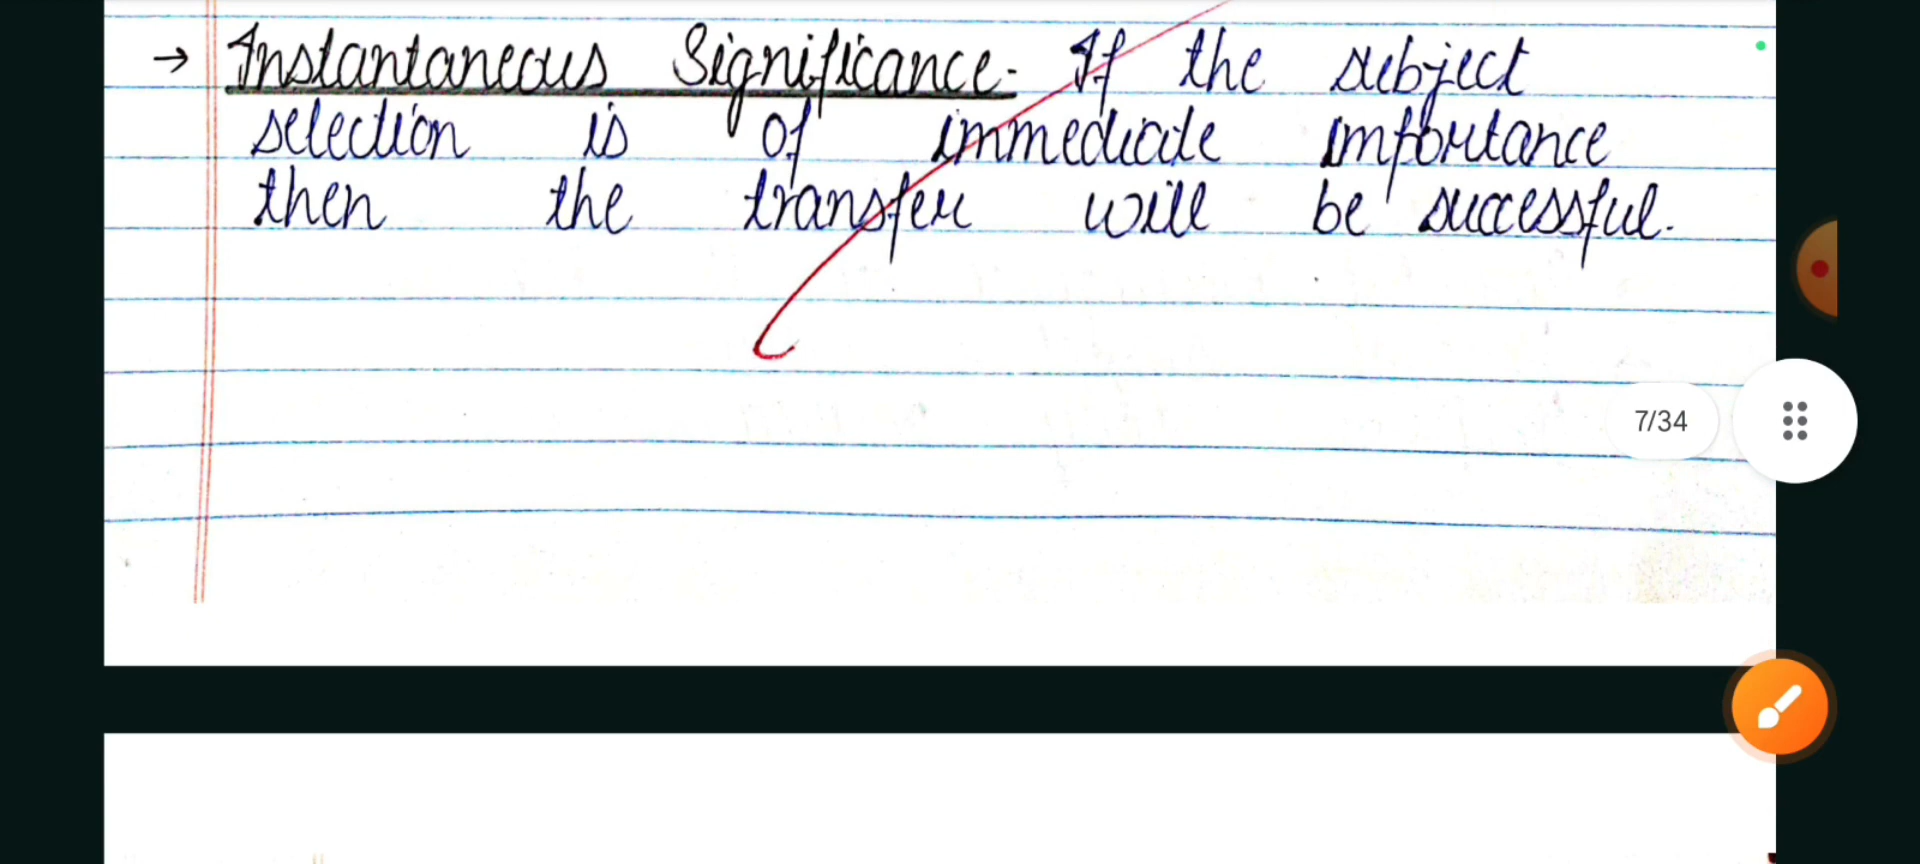 → Instantaneous Significance- If the subject
selection is of immediate importance
then the transfer will be successful.
7/34